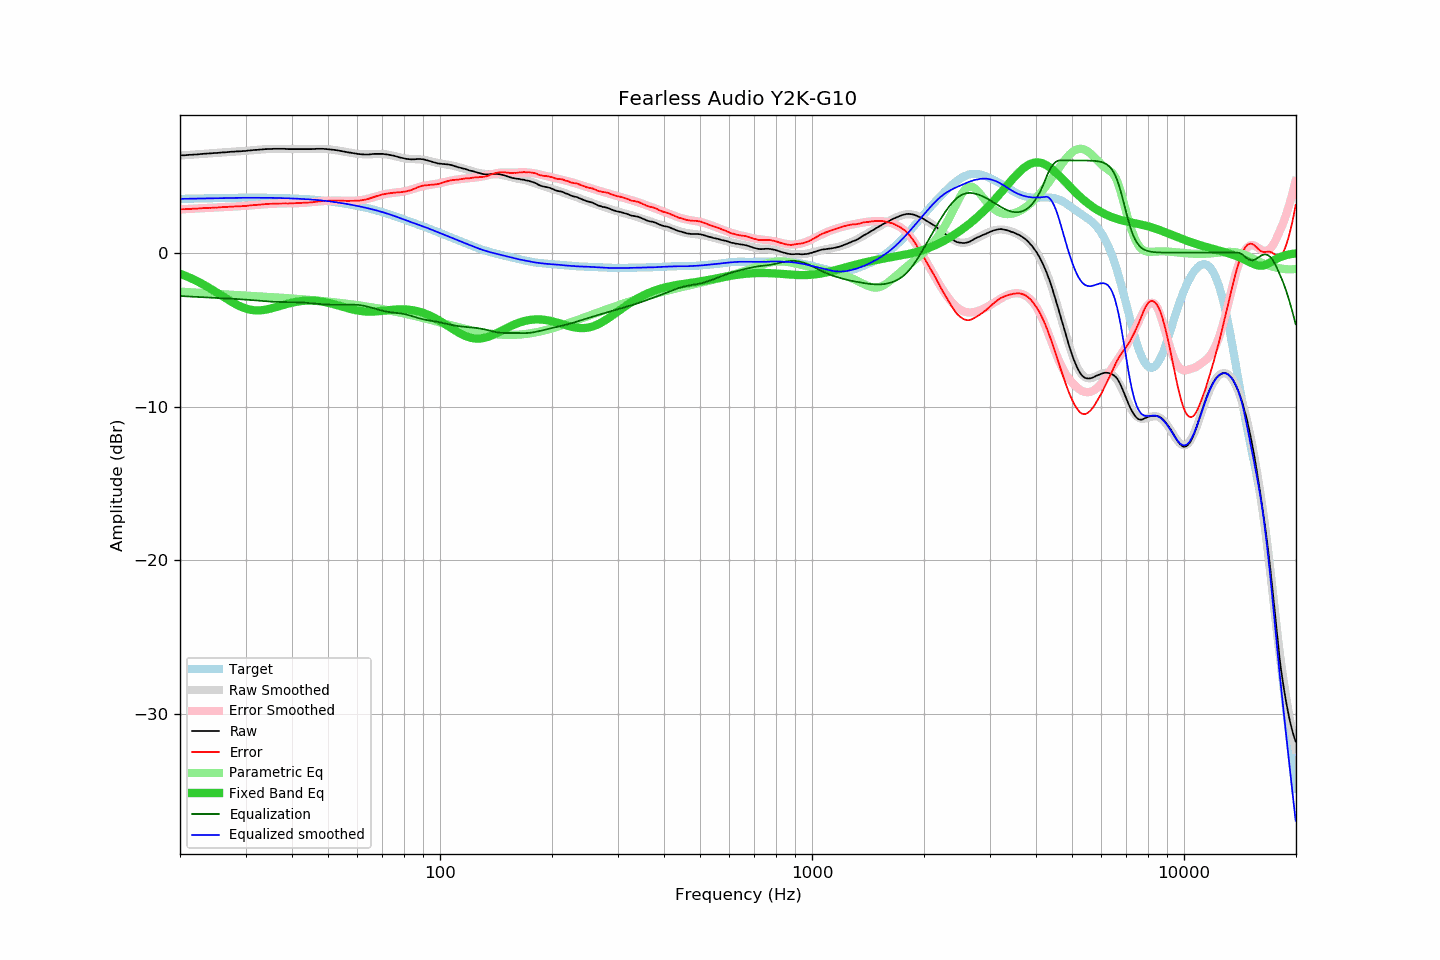 Fearless Audio Y2K-G10
0
−10
−20
−30
Amplitude (dBr)
Target
Raw Smoothed
Error Smoothed
Raw
Error
Parametric Eq
Fixed Band Eq
Equalization
Equalized smoothed
100
1000
10000
Frequency (Hz)